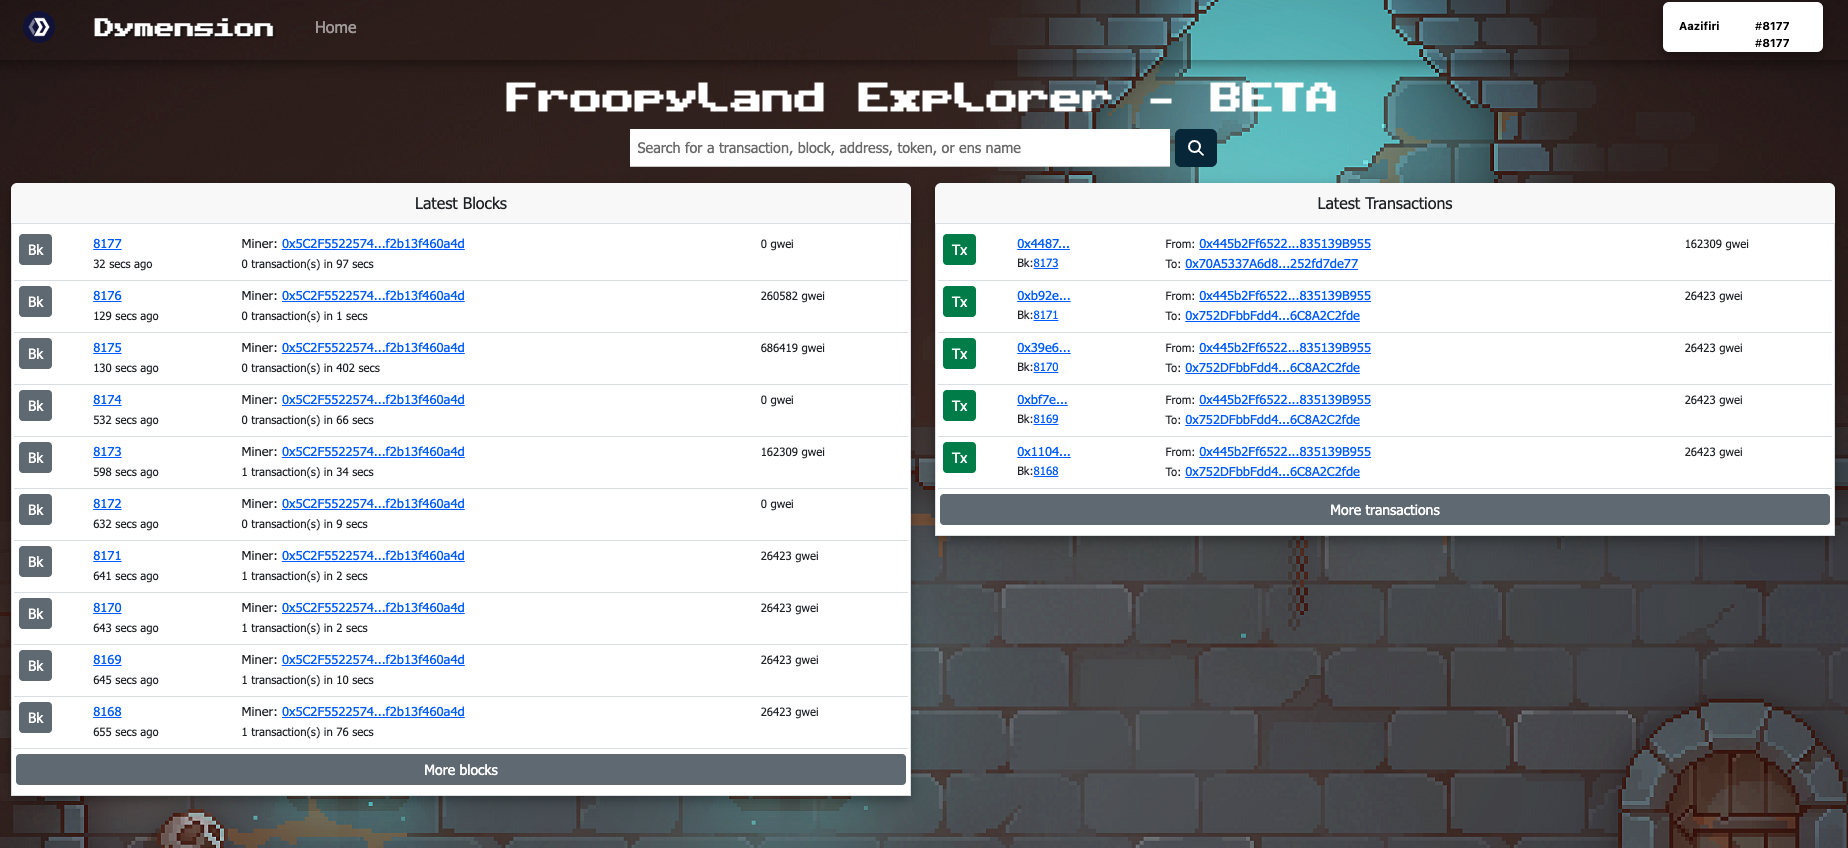 Dymension
Home
Aazifiri #8177
#8177
Froopyland Explorer - BETA
Search for a transaction, block, address, token, or ens name
Latest Blocks
Bk 8177 Miner: 0x5C2F5522574...f2b13f460a4d 0 gwei
32 secs ago 0 transaction(s) in 97 secs
Bk 8176 Miner: 0x5C2F5522574...f2b13f460a4d 260582 gwei
129 secs ago 0 transaction(s) in 1 secs
Bk 8175 Miner: 0x5C2F5522574...f2b13f460a4d 686419 gwei
130 secs ago 0 transaction(s) in 402 secs
Bk 8174 Miner: 0x5C2F5522574...f2b13f460a4d 0 gwei
532 secs ago 0 transaction(s) in 66 secs
Bk 8173 Miner: 0x5C2F5522574...f2b13f460a4d 162309 gwei
598 secs ago 1 transaction(s) in 34 secs
Bk 8172 Miner: 0x5C2F5522574...f2b13f460a4d 0 gwei
632 secs ago 0 transaction(s) in 9 secs
Bk 8171 Miner: 0x5C2F5522574...f2b13f460a4d 26423 gwei
641 secs ago 1 transaction(s) in 2 secs
Bk 8170 Miner: 0x5C2F5522574...f2b13f460a4d 26423 gwei
643 secs ago 1 transaction(s) in 2 secs
Bk 8169 Miner: 0x5C2F5522574...f2b13f460a4d 26423 gwei
645 secs ago 1 transaction(s) in 10 secs
Bk 8168 Miner: 0x5C2F5522574...f2b13f460a4d 26423 gwei
655 secs ago 1 transaction(s) in 76 secs
More blocks
Latest Transactions
Tx 0x4487... From: 0x445b2Ff6522...835139B955 162309 gwei
Bk:8173 To: 0x70A5337A6d8...252fd7de77
Tx 0xb92e... From: 0x445b2Ff6522...835139B955 26423 gwei
Bk:8171 To: 0x752DFbbFdd4...6C8A2C2fde
Tx 0x39e6... From: 0x445b2Ff6522...835139B955 26423 gwei
Bk:8170 To: 0x752DFbbFdd4...6C8A2C2fde
Tx 0xbf7e... From: 0x445b2Ff6522...835139B955 26423 gwei
Bk:8169 To: 0x752DFbbFdd4...6C8A2C2fde
Tx 0x1104... From: 0x445b2Ff6522...835139B955 26423 gwei
Bk:8168 To: 0x752DFbbFdd4...6C8A2C2fde
More transactions